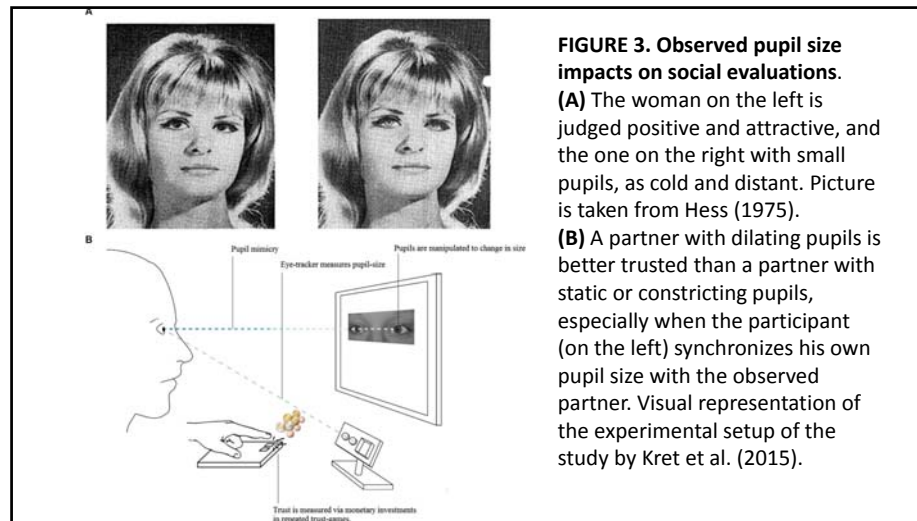 A
FIGURE 3. Observed pupil size
impacts on social evaluations.
(A) The woman on the left is
judged positive and attractive, and
the one on the right with small
pupils, as cold and distant. Picture
is taken from Hess (1975).
(B) A partner with dilating pupils is
better trusted than a partner with
static or constricting pupils,
especially when the participant
(on the left) synchronizes his own
pupil size with the observed
partner. Visual representation of
the experimental setup of the
study by Kret et al. (2015).
B
Pupil mimicry
Pupils are manipulated to change in size
Eye-tracker measures pupil-size
Trust is measured via monetary investments
in repeated trust-games.